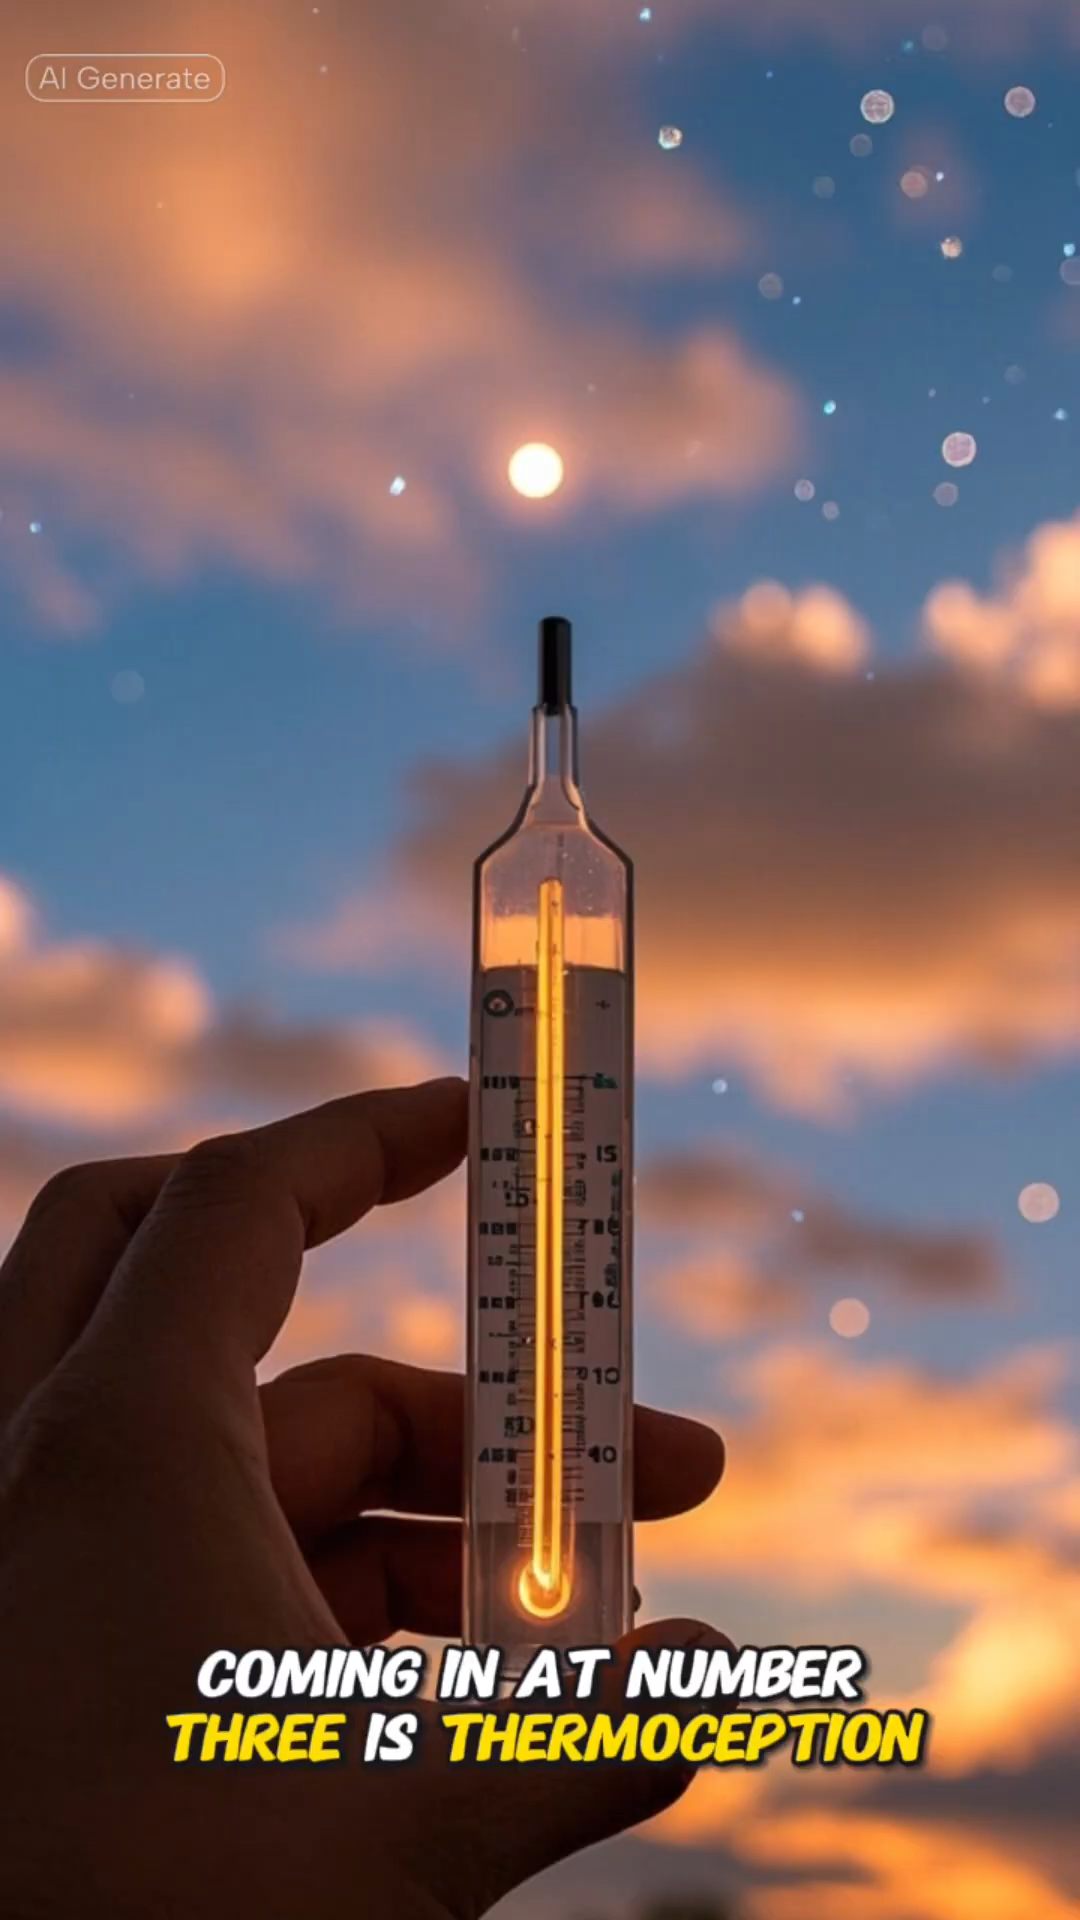 AI Generate
15
10
40
COMING IN AT NUMBER
THREE IS THERMOCEPTION